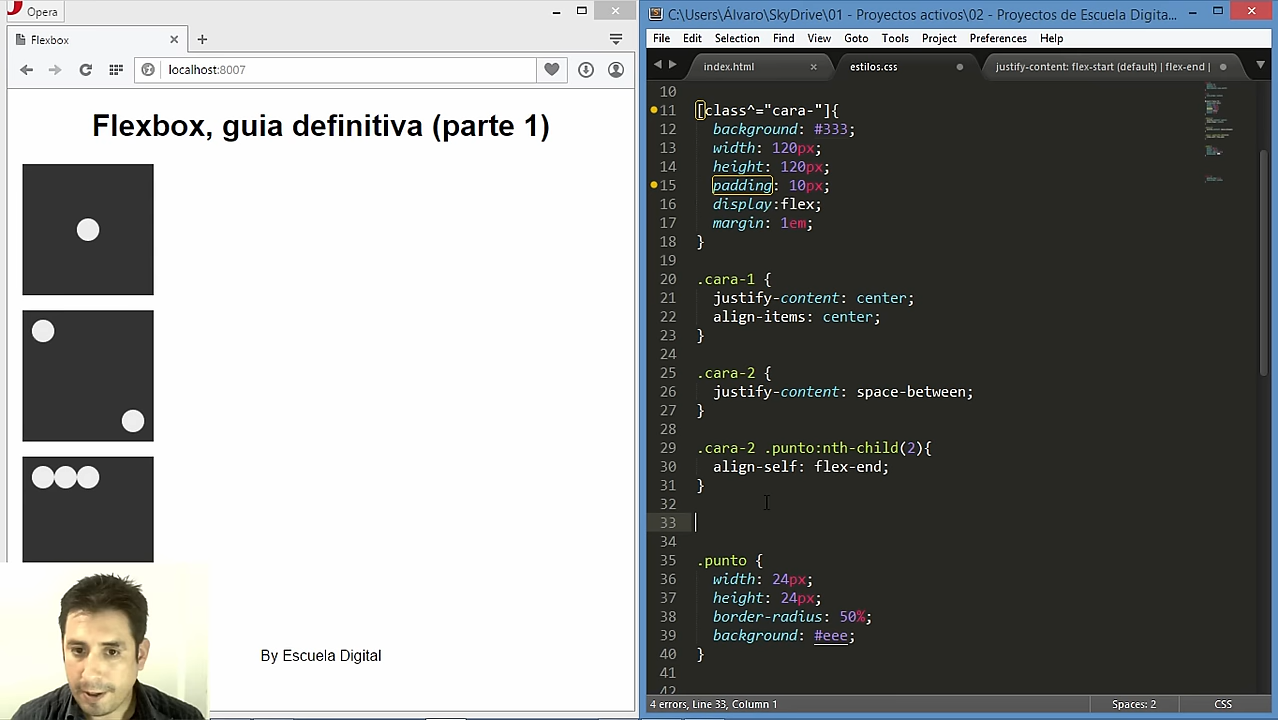 Opera
Flexbox
localhost:8007
Flexbox, guia definitiva (parte 1)
By Escuela Digital
C:\Users\Álvaro\SkyDrive\01 - Proyectos activos\02 - Proyectos de Escuela Digita...
File Edit Selection Find View Goto Tools Project Preferences Help
index.html estilos.css justify-content: flex-start (default) | flex-end |
10
11 [class^="cara-"]{
12 background: #333;
13 width: 120px;
14 height: 120px;
15 padding: 10px;
16 display:flex;
17 margin: 1em;
18 }
19
20 .cara-1 {
21 justify-content: center;
22 align-items: center;
23 }
24
25 .cara-2 {
26 justify-content: space-between;
27 }
28
29 .cara-2 .punto:nth-child(2){
30 align-self: flex-end;
31 }
32
33
34
35 .punto {
36 width: 24px;
37 height: 24px;
38 border-radius: 50%;
39 background: #eee;
40 }
41
42
4 errors, Line 33, Column 1 Spaces: 2 CSS